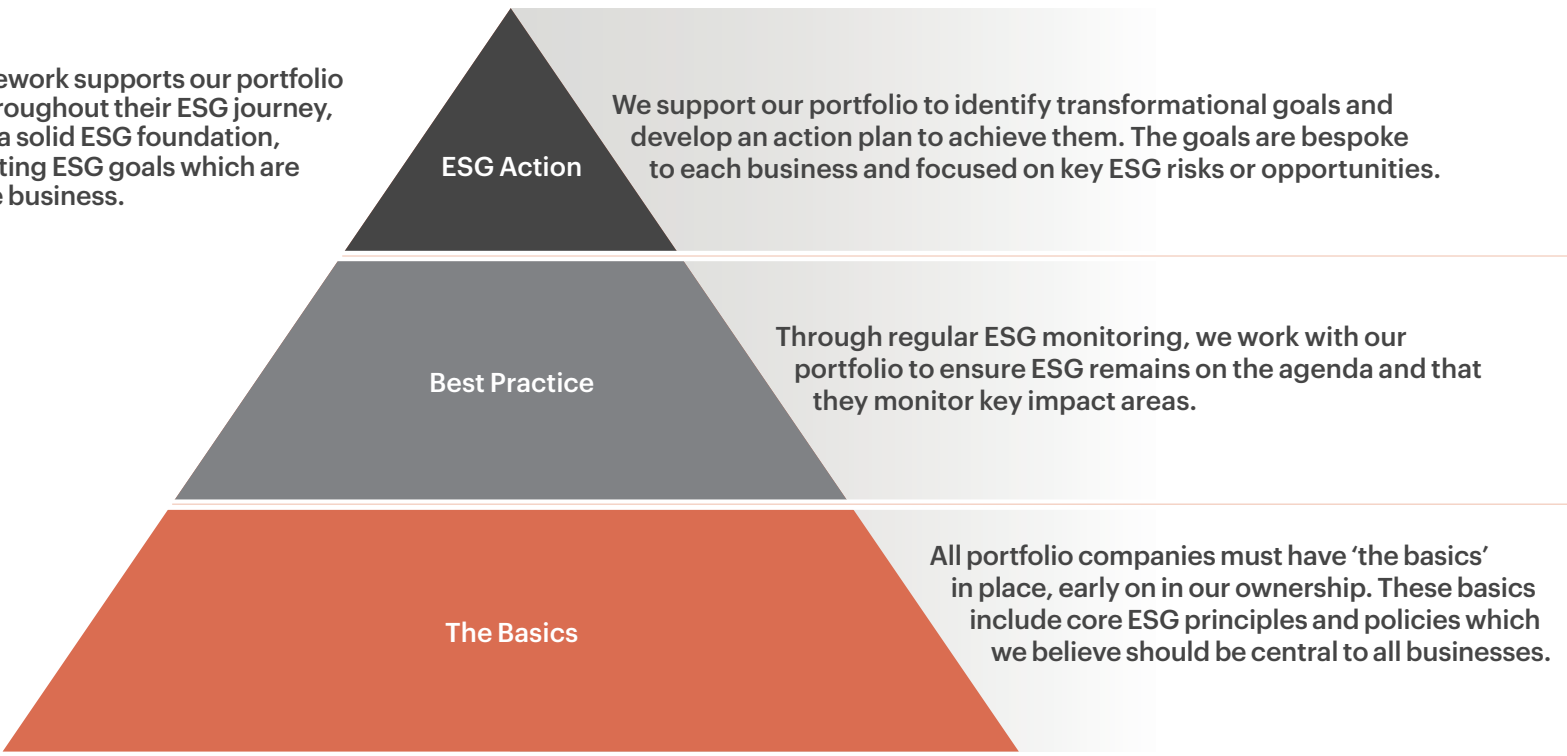 ework supports our portfolio
roughout their ESG journey,
a solid ESG foundation,
ting ESG goals which are
e business.
ESG Action
We support our portfolio to identify transformational goals and
develop an action plan to achieve them. The goals are bespoke
to each business and focused on key ESG risks or opportunities.
Best Practice
Through regular ESG monitoring, we work with our
portfolio to ensure ESG remains on the agenda and that
they monitor key impact areas.
The Basics
All portfolio companies must have ‘the basics’
in place, early on in our ownership. These basics
include core ESG principles and policies which
we believe should be central to all businesses.